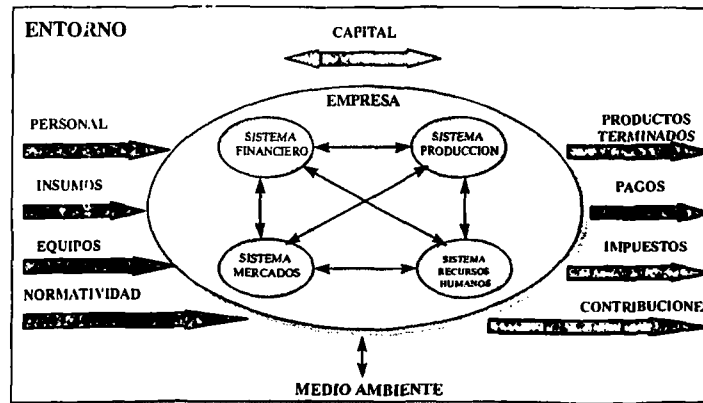 ENTORNO
CAPITAL
EMPRESA
PERSONAL
INSUMOS
EQUIPOS
NORMATIVIDAD
SISTEMA
FINANCIERO
SISTEMA
PRODUCCION
SISTEMA
MERCADOS
SISTEMA
RECURSOS
HUMANOS
PRODUCTOS
TERMINADOS
PAGOS
IMPUESTOS
CONTRIBUCIONE
MEDIO AMBIENTE